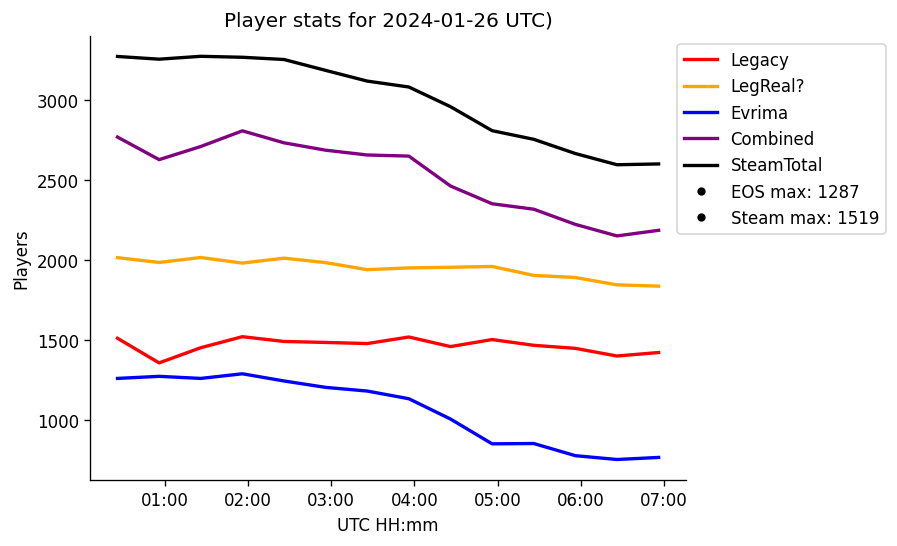 Player stats for 2024-01-26 UTC)
Legacy
LegReal?
Evrima
Combined
SteamTotal
EOS max: 1287
Steam max: 1519
Players
3000
2500
2000
1500
1000
01:00 02:00 03:00 04:00 05:00 06:00 07:00
UTC HH:mm